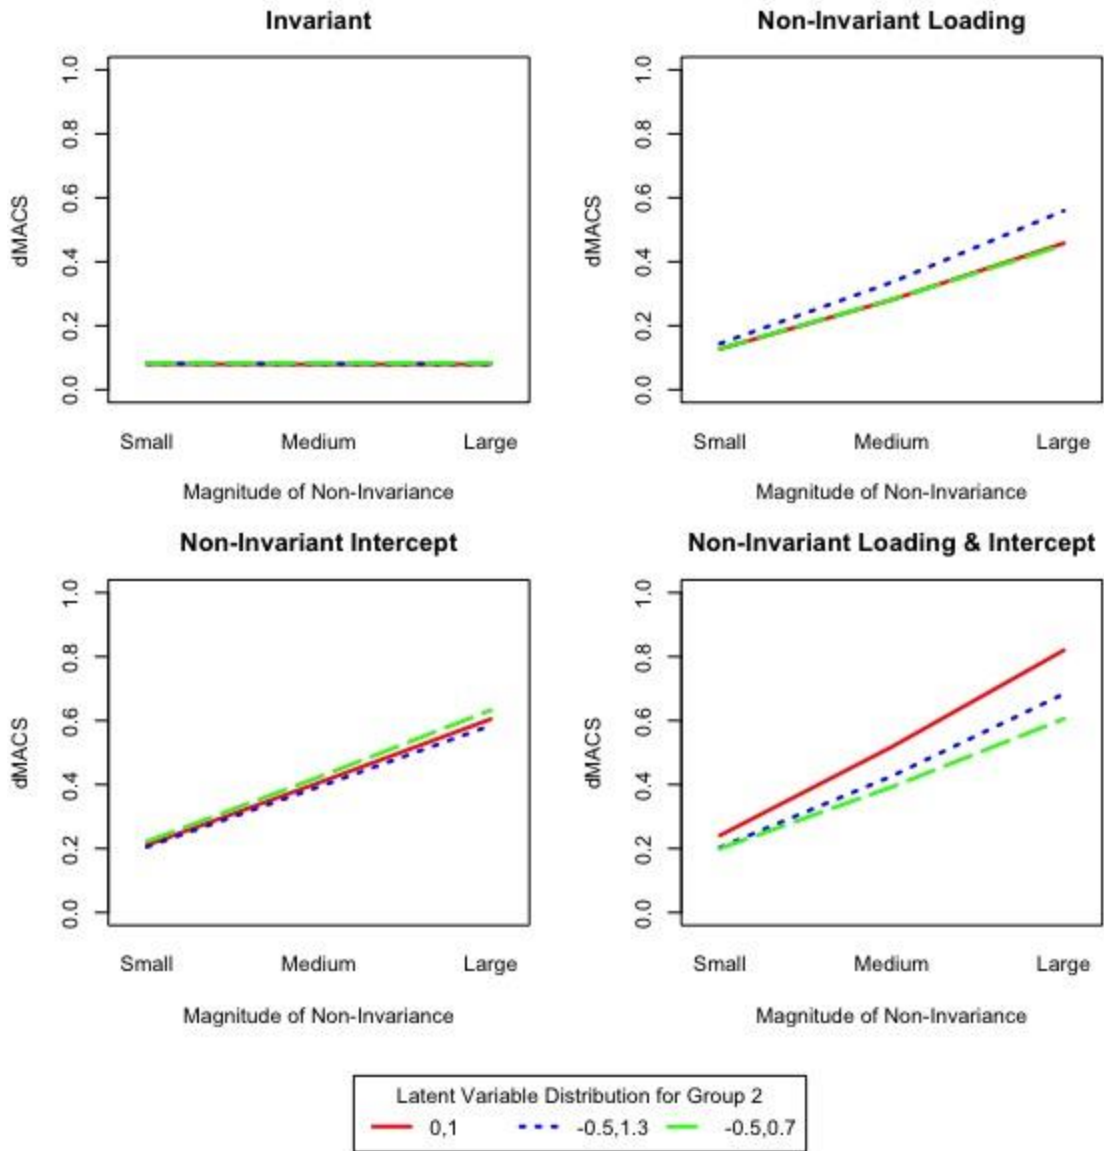 Invariant
Non-Invariant Loading
dMACS
1.0
0.8
0.6
0.4
0.2
0.0
Small Medium Large
Magnitude of Non-Invariance
dMACS
1.0
0.8
0.6
0.4
0.2
0.0
Small Medium Large
Magnitude of Non-Invariance
Non-Invariant Intercept
Non-Invariant Loading & Intercept
dMACS
1.0
0.8
0.6
0.4
0.2
0.0
Small Medium Large
Magnitude of Non-Invariance
dMACS
1.0
0.8
0.6
0.4
0.2
0.0
Small Medium Large
Magnitude of Non-Invariance
Latent Variable Distribution for Group 2
0,1 -0.5,1.3 -0.5,0.7